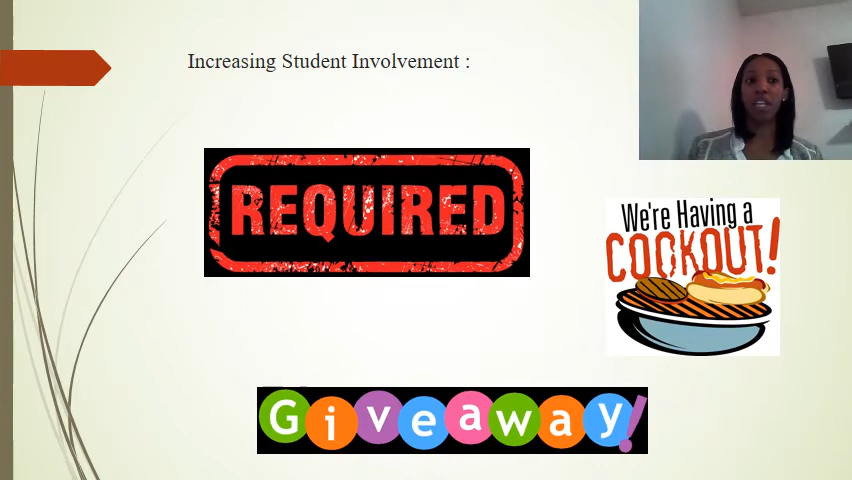 Increasing Student Involvement :
REQUIRED
We're Having a
COOKOUT!
Giveaway!